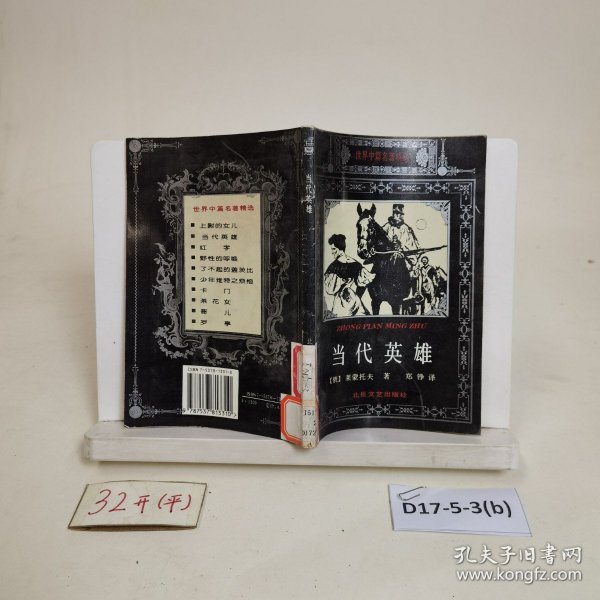 世界中篇名著精选
上尉的女儿
当代英雄
红字
野性的呼唤
了不起的盖茨比
少年维特之烦恼
卡门
茶花女
哥儿
罗亭
当代英雄
世界中篇名著精选
ZHONG PIAN MING ZHU
当代英雄
【俄】莱蒙托夫 著 郑铮 译
北岳文艺出版社
9 787537 815310
32开(平)
D17-5-3(b)
孔夫子旧书网
www.kongfz.com